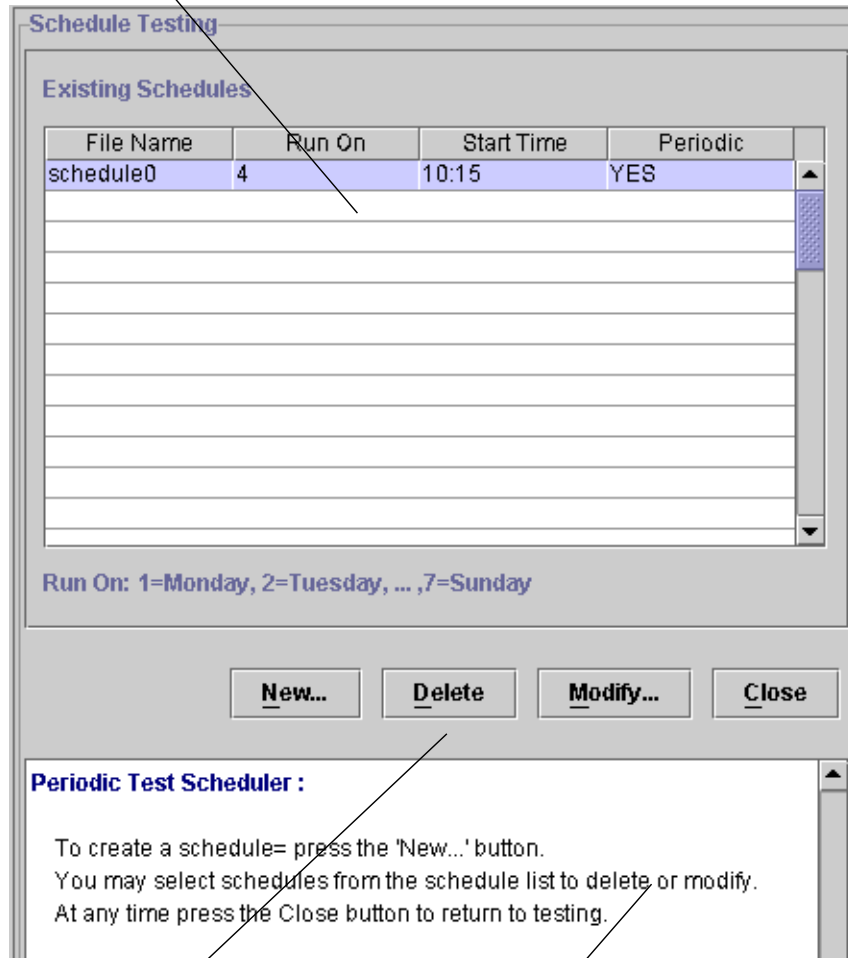 Schedule Testing
Existing Schedules
File Name Run On Start Time Periodic
schedule0 4 10:15 YES
Run On: 1=Monday, 2=Tuesday, ... ,7=Sunday
New... Delete Modify... Close
Periodic Test Scheduler :
To create a schedule= press the 'New...' button.
You may select schedules from the schedule list to delete or modify.
At any time press the Close button to return to testing.